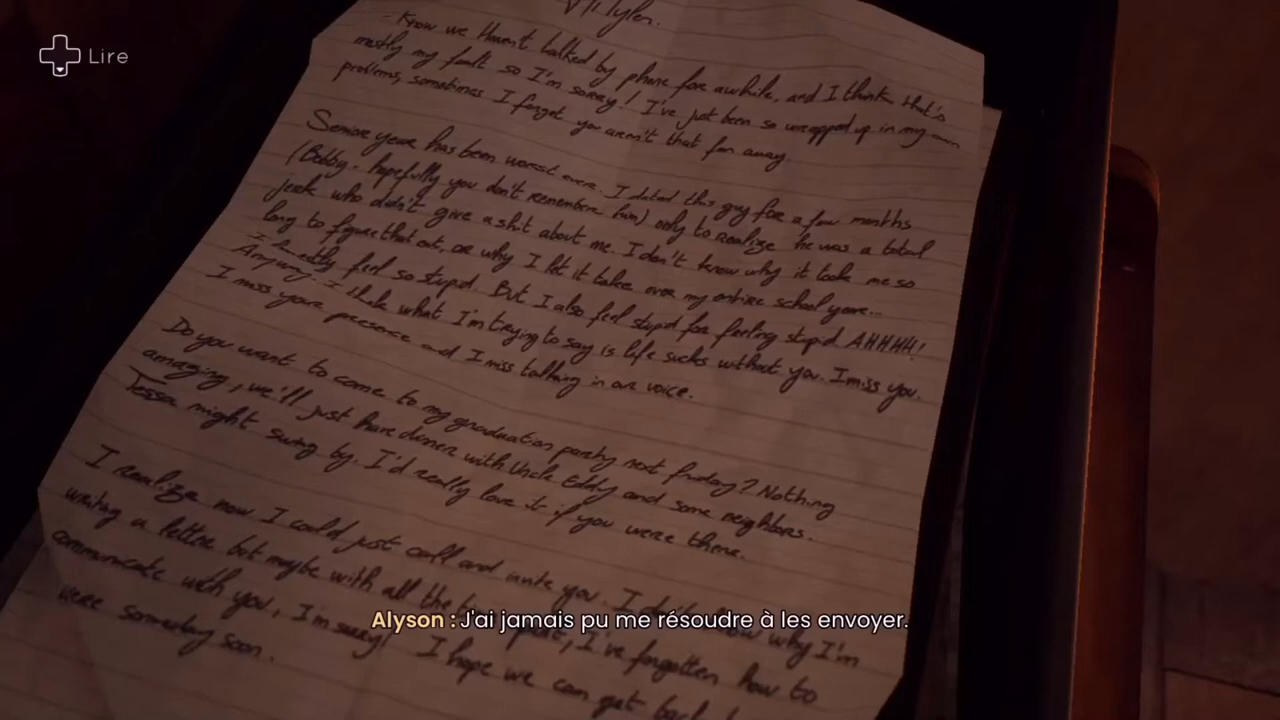 Lire
Hi Tyler.
- Know we haven't talked by phone for awhile, and I think that's
mostly my fault so I'm sorry! I've just been so wrapped up in my own
problems, sometimes I forget you aren't that far away.
Senior year has been worst ever. I dated this guy for a few months
(Bobby - hopefully you don't remember him) only to realize he was a total
jerk who didn't give a shit about me. I don't know why it took me so
long to figure that out, or why I let it take over my entire school year...
I honestly feel so stupid. But I also feel stupid for feeling stupid AHHHH!
Anyway. I think what I'm trying to say is life sucks without you. I miss you.
I miss your presence and I miss talking in our voice.
Do you want to come to my graduation party next friday? Nothing
amazing, we'll just have dinner with Uncle Eddy and some neighbors.
Tessa might swing by. I'd really love it if you were there.
I realize now I could just call and invite you. I don't know why I'm
writing a letter but maybe with all the time apart, I've forgotten how to
communicate with you, I'm sorry! I hope we can get back
were someday soon.
Alyson : J'ai jamais pu me résoudre à les envoyer.